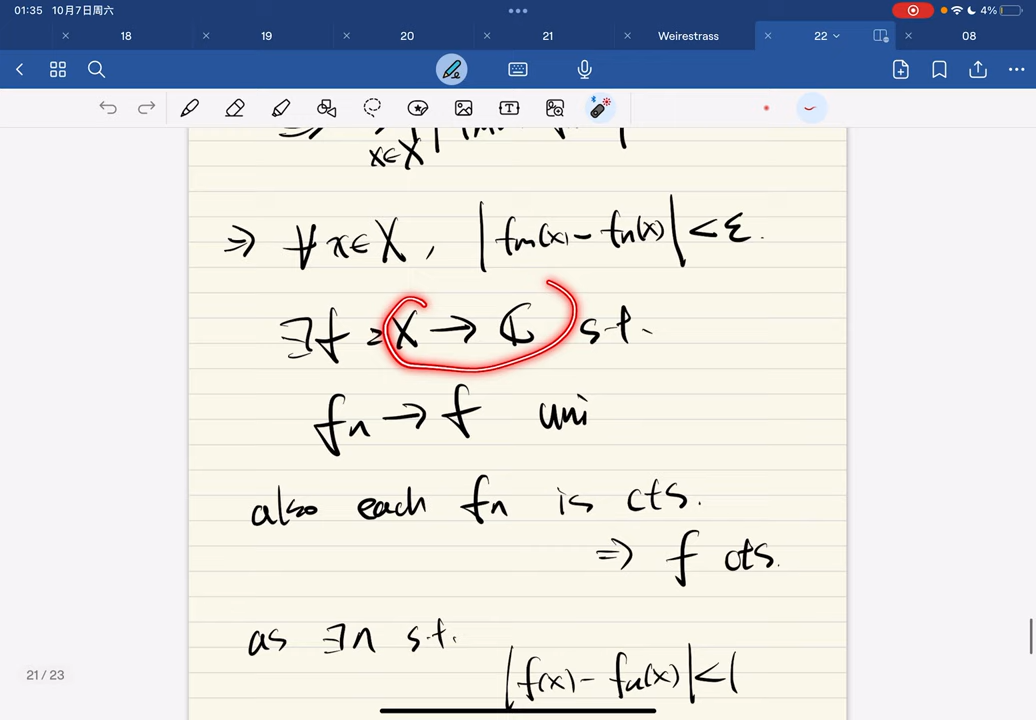 01:35 10月7日周六
4%
18 19 20 21 Weirestrass 22 08
x∈X
⇒ ∀x∈X, |fm(x) - fn(x)| < ε.
∃f : X → ℂ s.t.
fn → f uni
also each fn is cts.
⇒ f cts.
as ∃n s.t.
|f(x) - fn(x)| < 1
21 / 23